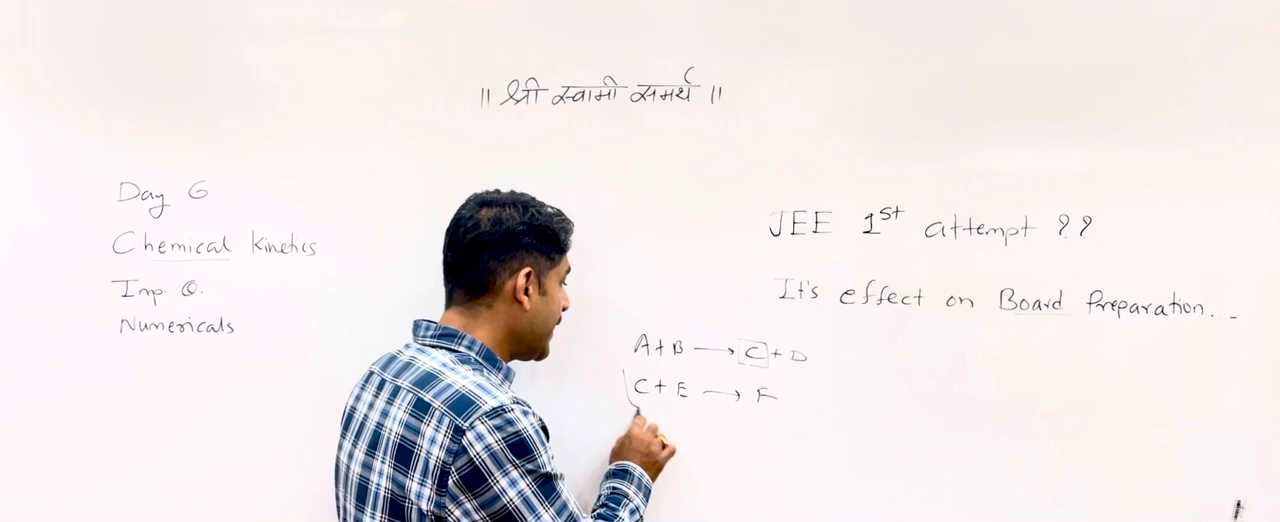 ॥ श्री स्वामी समर्थ ॥
Day 6
Chemical Kinetics
Imp. Q.
Numericals
JEE 1st attempt ??
It's effect on Board Preparation...
A+B → C + D
C + E → F